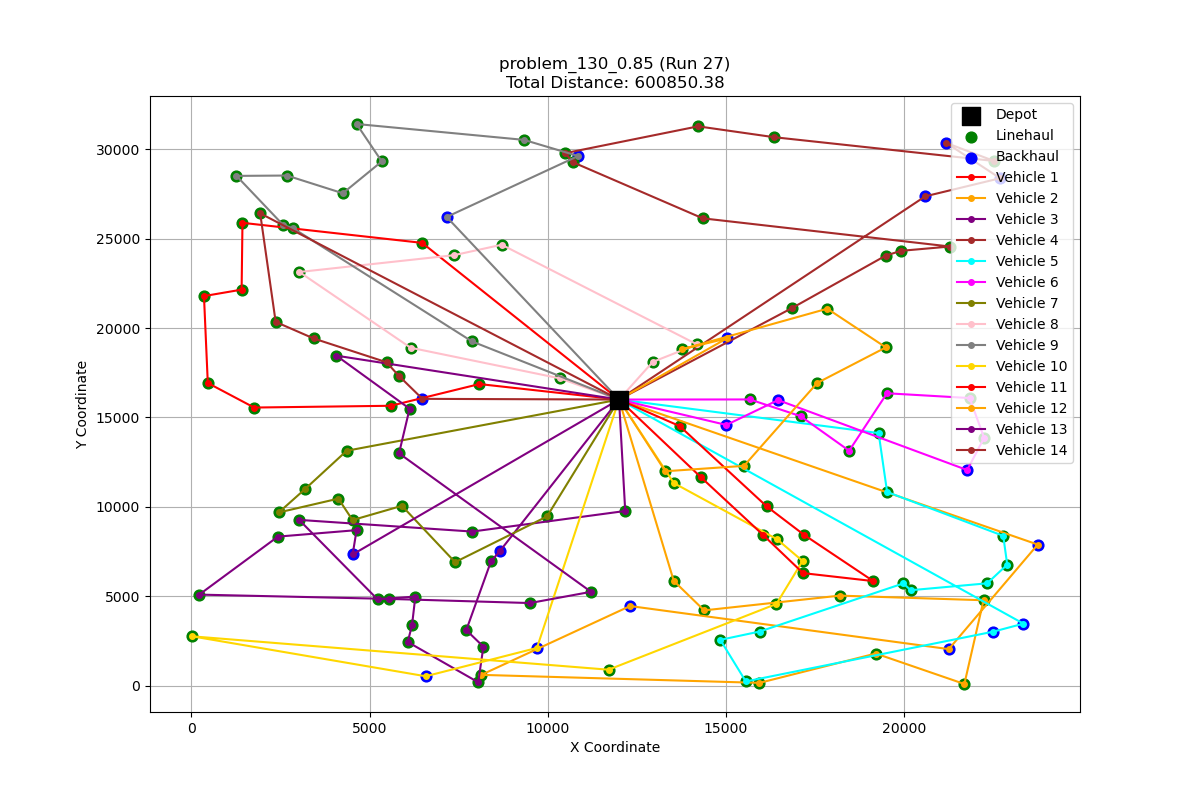 problem_130_0.85 (Run 27)
Total Distance: 600850.38
Depot
Linehaul
Backhaul
Vehicle 1
Vehicle 2
Vehicle 3
Vehicle 4
Vehicle 5
Vehicle 6
Vehicle 7
Vehicle 8
Vehicle 9
Vehicle 10
Vehicle 11
Vehicle 12
Vehicle 13
Vehicle 14
Y Coordinate
30000
25000
20000
15000
10000
5000
0
0
5000
10000
15000
20000
X Coordinate